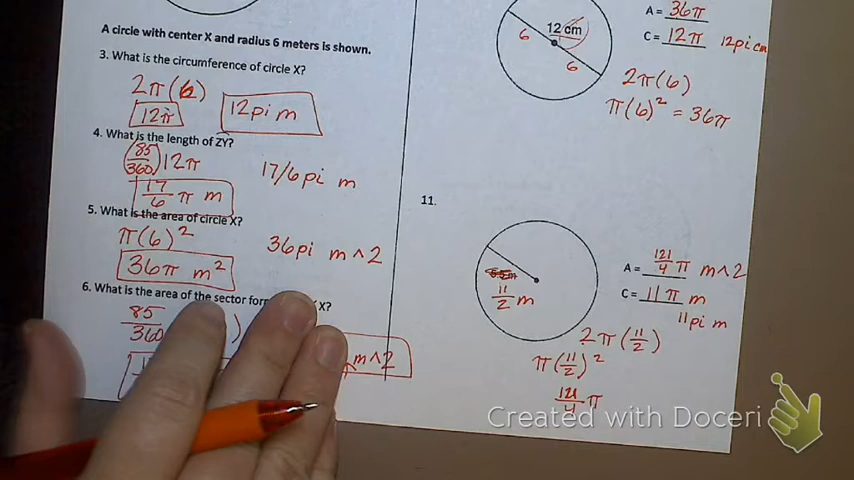 A circle with center X and radius 6 meters is shown.
3. What is the circumference of circle X?
2π(6)
12π
12pi m
4. What is the length of ZY?
(85/360)12π
17/6 π m
17/6 pi m
5. What is the area of circle X?
π(6)²
36π m²
36pi m^2
6. What is the area of the sector X?
85
360 )
m^2
12 cm
6
6
A = 36π
C = 12π 12pi cm
2π(6)
π(6)² = 36π
11.
11/2 m
A = 121/4 π m^2
C = 11π m
11pi m
2π(11/2)
π(11/2)²
121/4 π
Created with Doceri